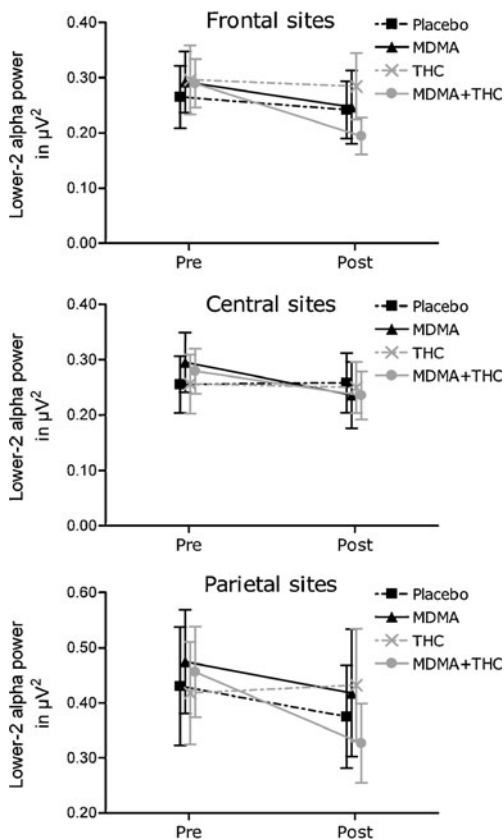 Frontal sites
Placebo
MDMA
THC
MDMA+THC
Lower-2 alpha power
in µV²
0.40
0.30
0.20
0.10
0.00
Pre
Post
Central sites
Placebo
MDMA
THC
MDMA+THC
Lower-2 alpha power
in µV²
0.40
0.30
0.20
0.10
0.00
Pre
Post
Parietal sites
Placebo
MDMA
THC
MDMA+THC
Lower-2 alpha power
in µV²
0.60
0.50
0.40
0.30
0.20
Pre
Post